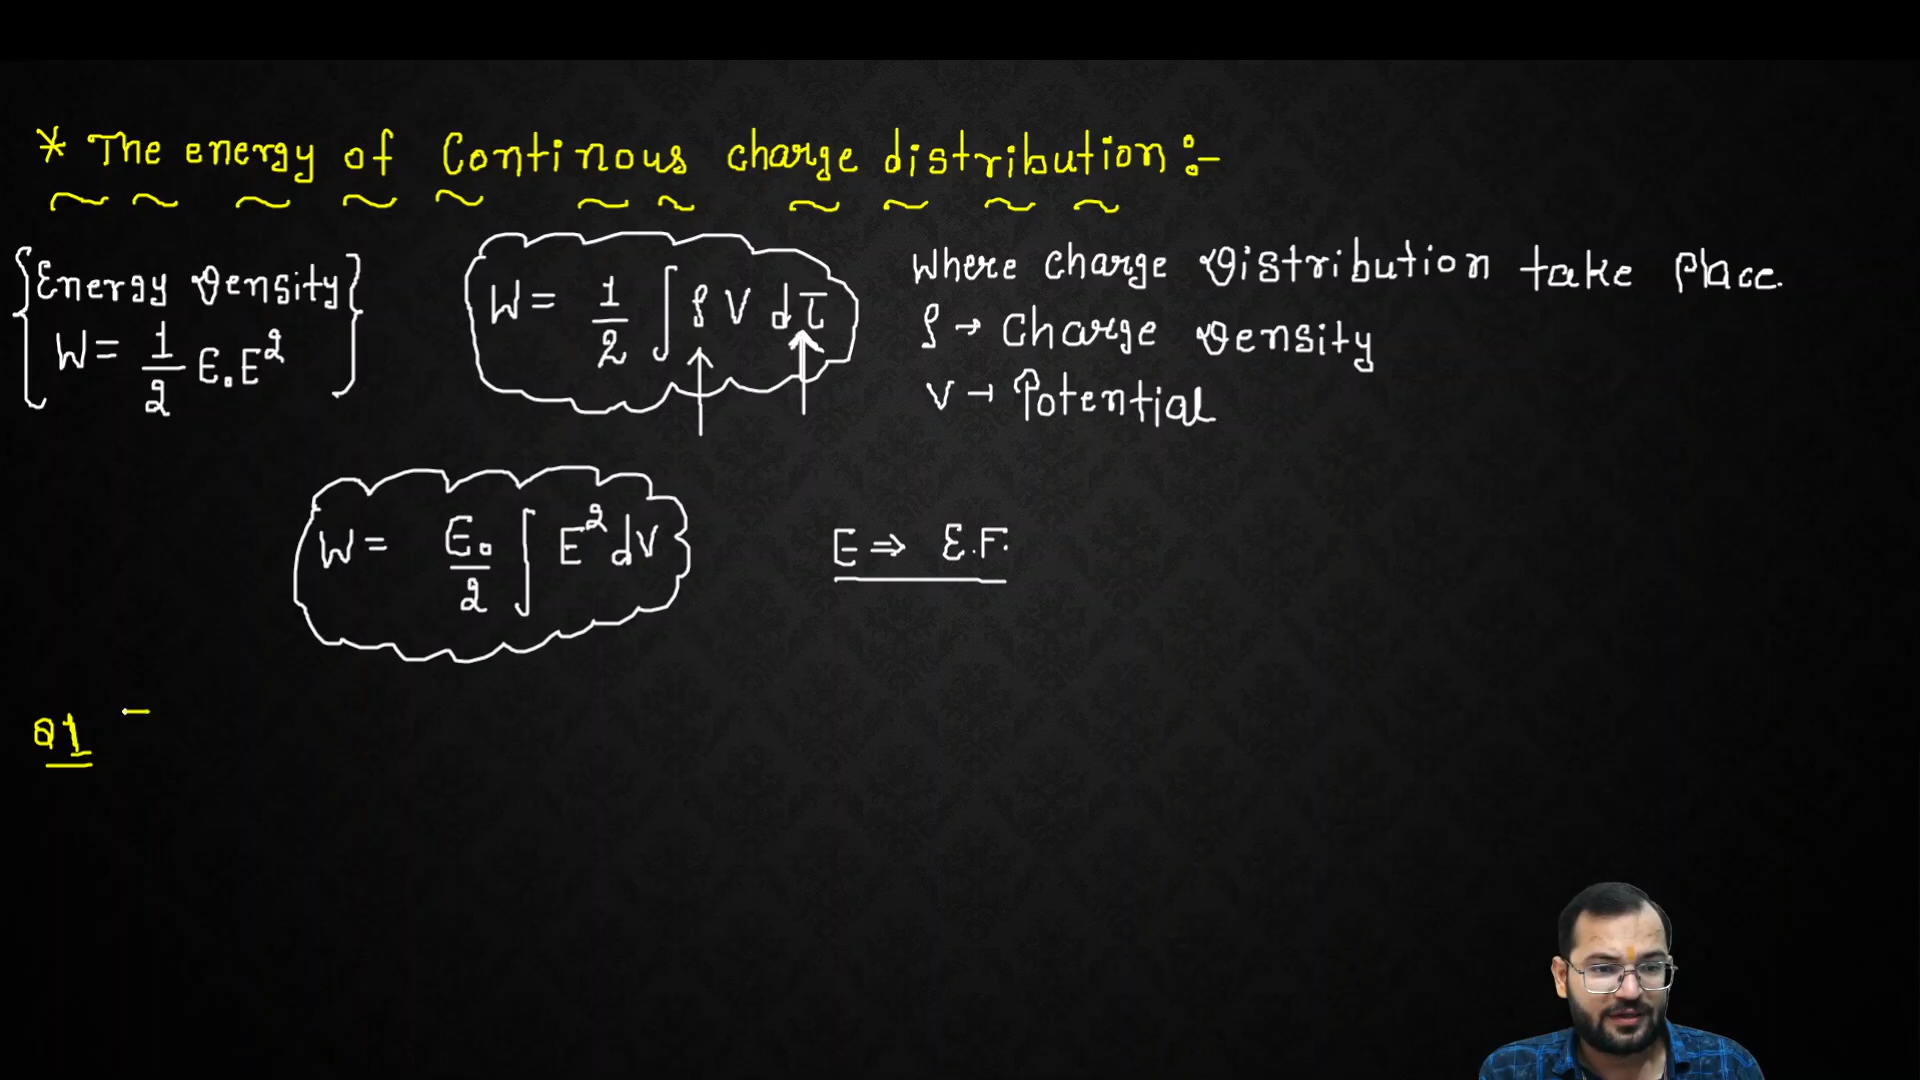 * The energy of Continous charge distribution :-
{Energy Density}
W = 1/2 ε₀E²
W = 1/2 ∫ ρ V dτ
Where charge Distribution take Place.
ρ → Charge Density
V → Potential
W = ε₀/2 ∫ E² dV
E ⇒ E.F.
Q1